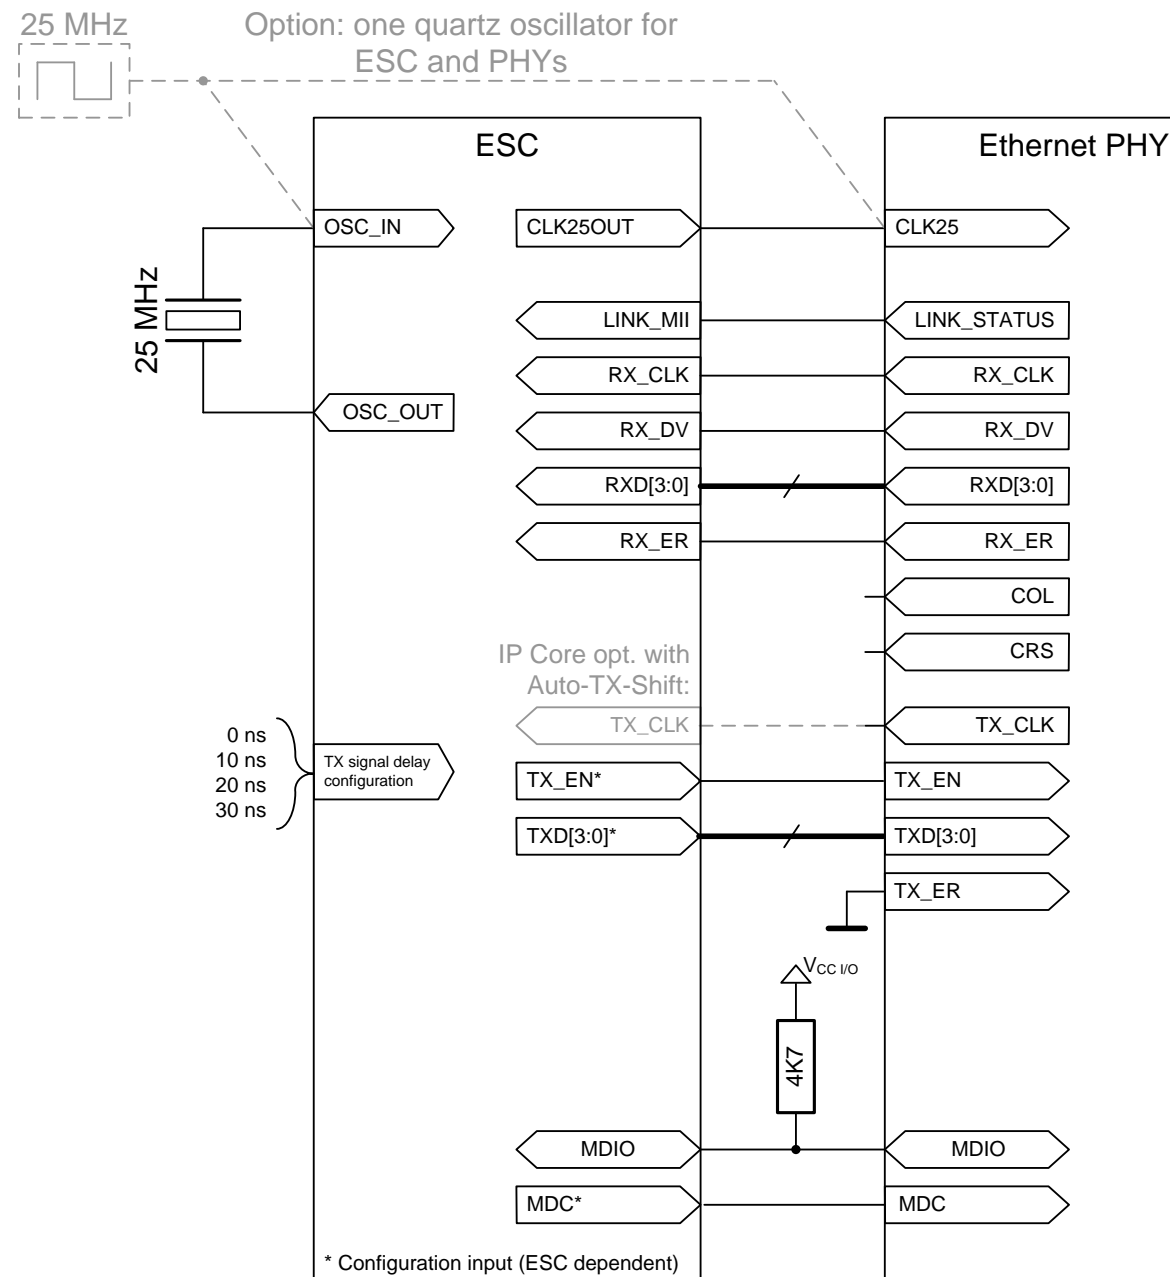 25 MHz
Option: one quartz oscillator for
ESC and PHYs
ESC
Ethernet PHY
OSC_IN
CLK25OUT
CLK25
25 MHz
LINK_MII
LINK_STATUS
RX_CLK
RX_CLK
OSC_OUT
RX_DV
RX_DV
RXD[3:0]
RXD[3:0]
RX_ER
RX_ER
COL
CRS
IP Core opt. with
Auto-TX-Shift:
TX_CLK
TX_CLK
0 ns
10 ns
20 ns
30 ns
TX signal delay
configuration
TX_EN*
TX_EN
TXD[3:0]*
TXD[3:0]
TX_ER
VCC I/O
4K7
MDIO
MDIO
MDC*
MDC
* Configuration input (ESC dependent)